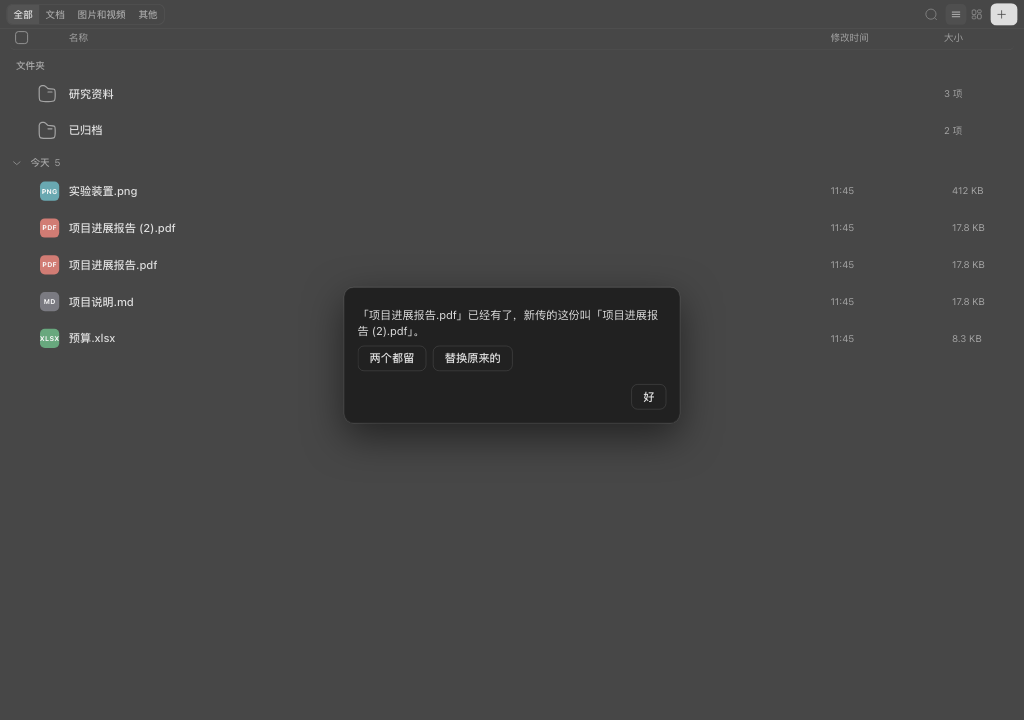 全部 文档 图片和视频 其他
名称 修改时间 大小
文件夹
研究资料 3 项
已归档 2 项
今天 5
PNG 实验装置.png 11:45 412 KB
PDF 项目进展报告 (2).pdf 11:45 17.8 KB
PDF 项目进展报告.pdf 11:45 17.8 KB
MD 项目说明.md 11:45 17.8 KB
XLSX 预算.xlsx 11:45 8.3 KB
「项目进展报告.pdf」已经有了，新传的这份叫「项目进展报
告 (2).pdf」。
两个都留 替换原来的
好